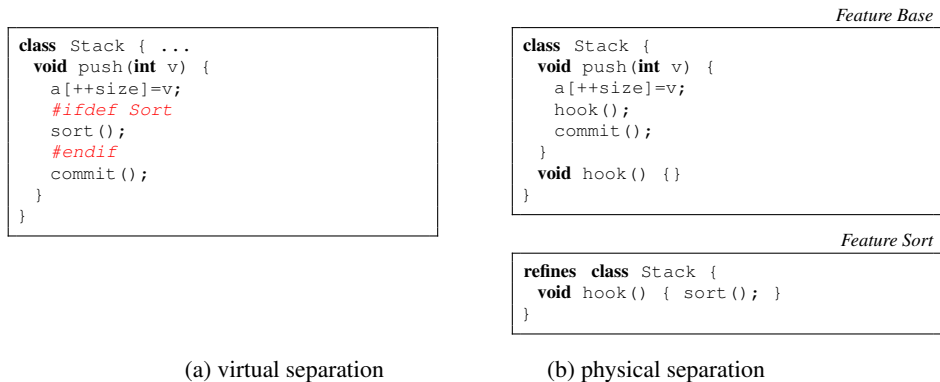 class Stack { ...
void push(int v) {
a[++size]=v;
#ifdef Sort
sort();
#endif
commit();
}
}
Feature Base
class Stack {
void push(int v) {
a[++size]=v;
hook();
commit();
}
void hook() {}
}
Feature Sort
refines class Stack {
void hook() { sort(); }
}
(a) virtual separation
(b) physical separation